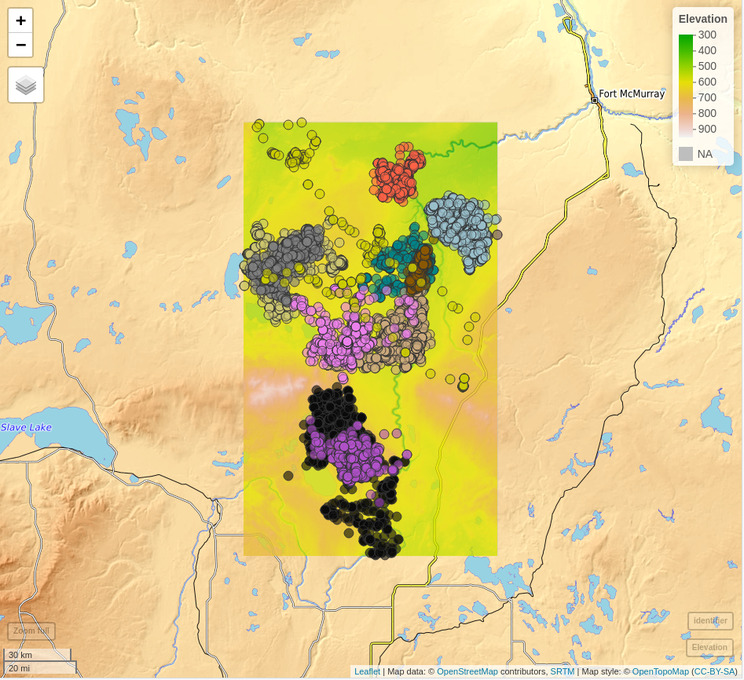 +
−
Elevation
300
400
500
600
700
800
900
NA
Fort McMurray
Slave Lake
Zoom full
Identifier
Elevation
30 km
20 mi
Leaflet | Map data: © OpenStreetMap contributors, SRTM | Map style: © OpenTopoMap (CC-BY-SA)